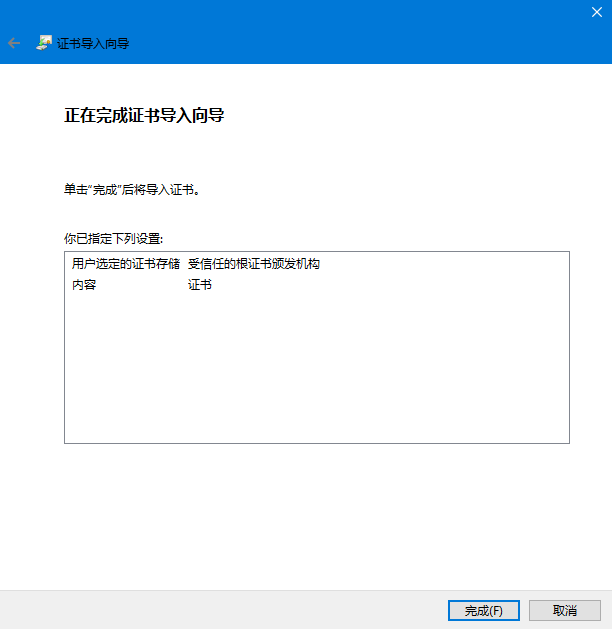 证书导入向导
正在完成证书导入向导
单击“完成”后将导入证书。
你已指定下列设置:
用户选定的证书存储 受信任的根证书颁发机构
内容 证书
完成(F) 取消